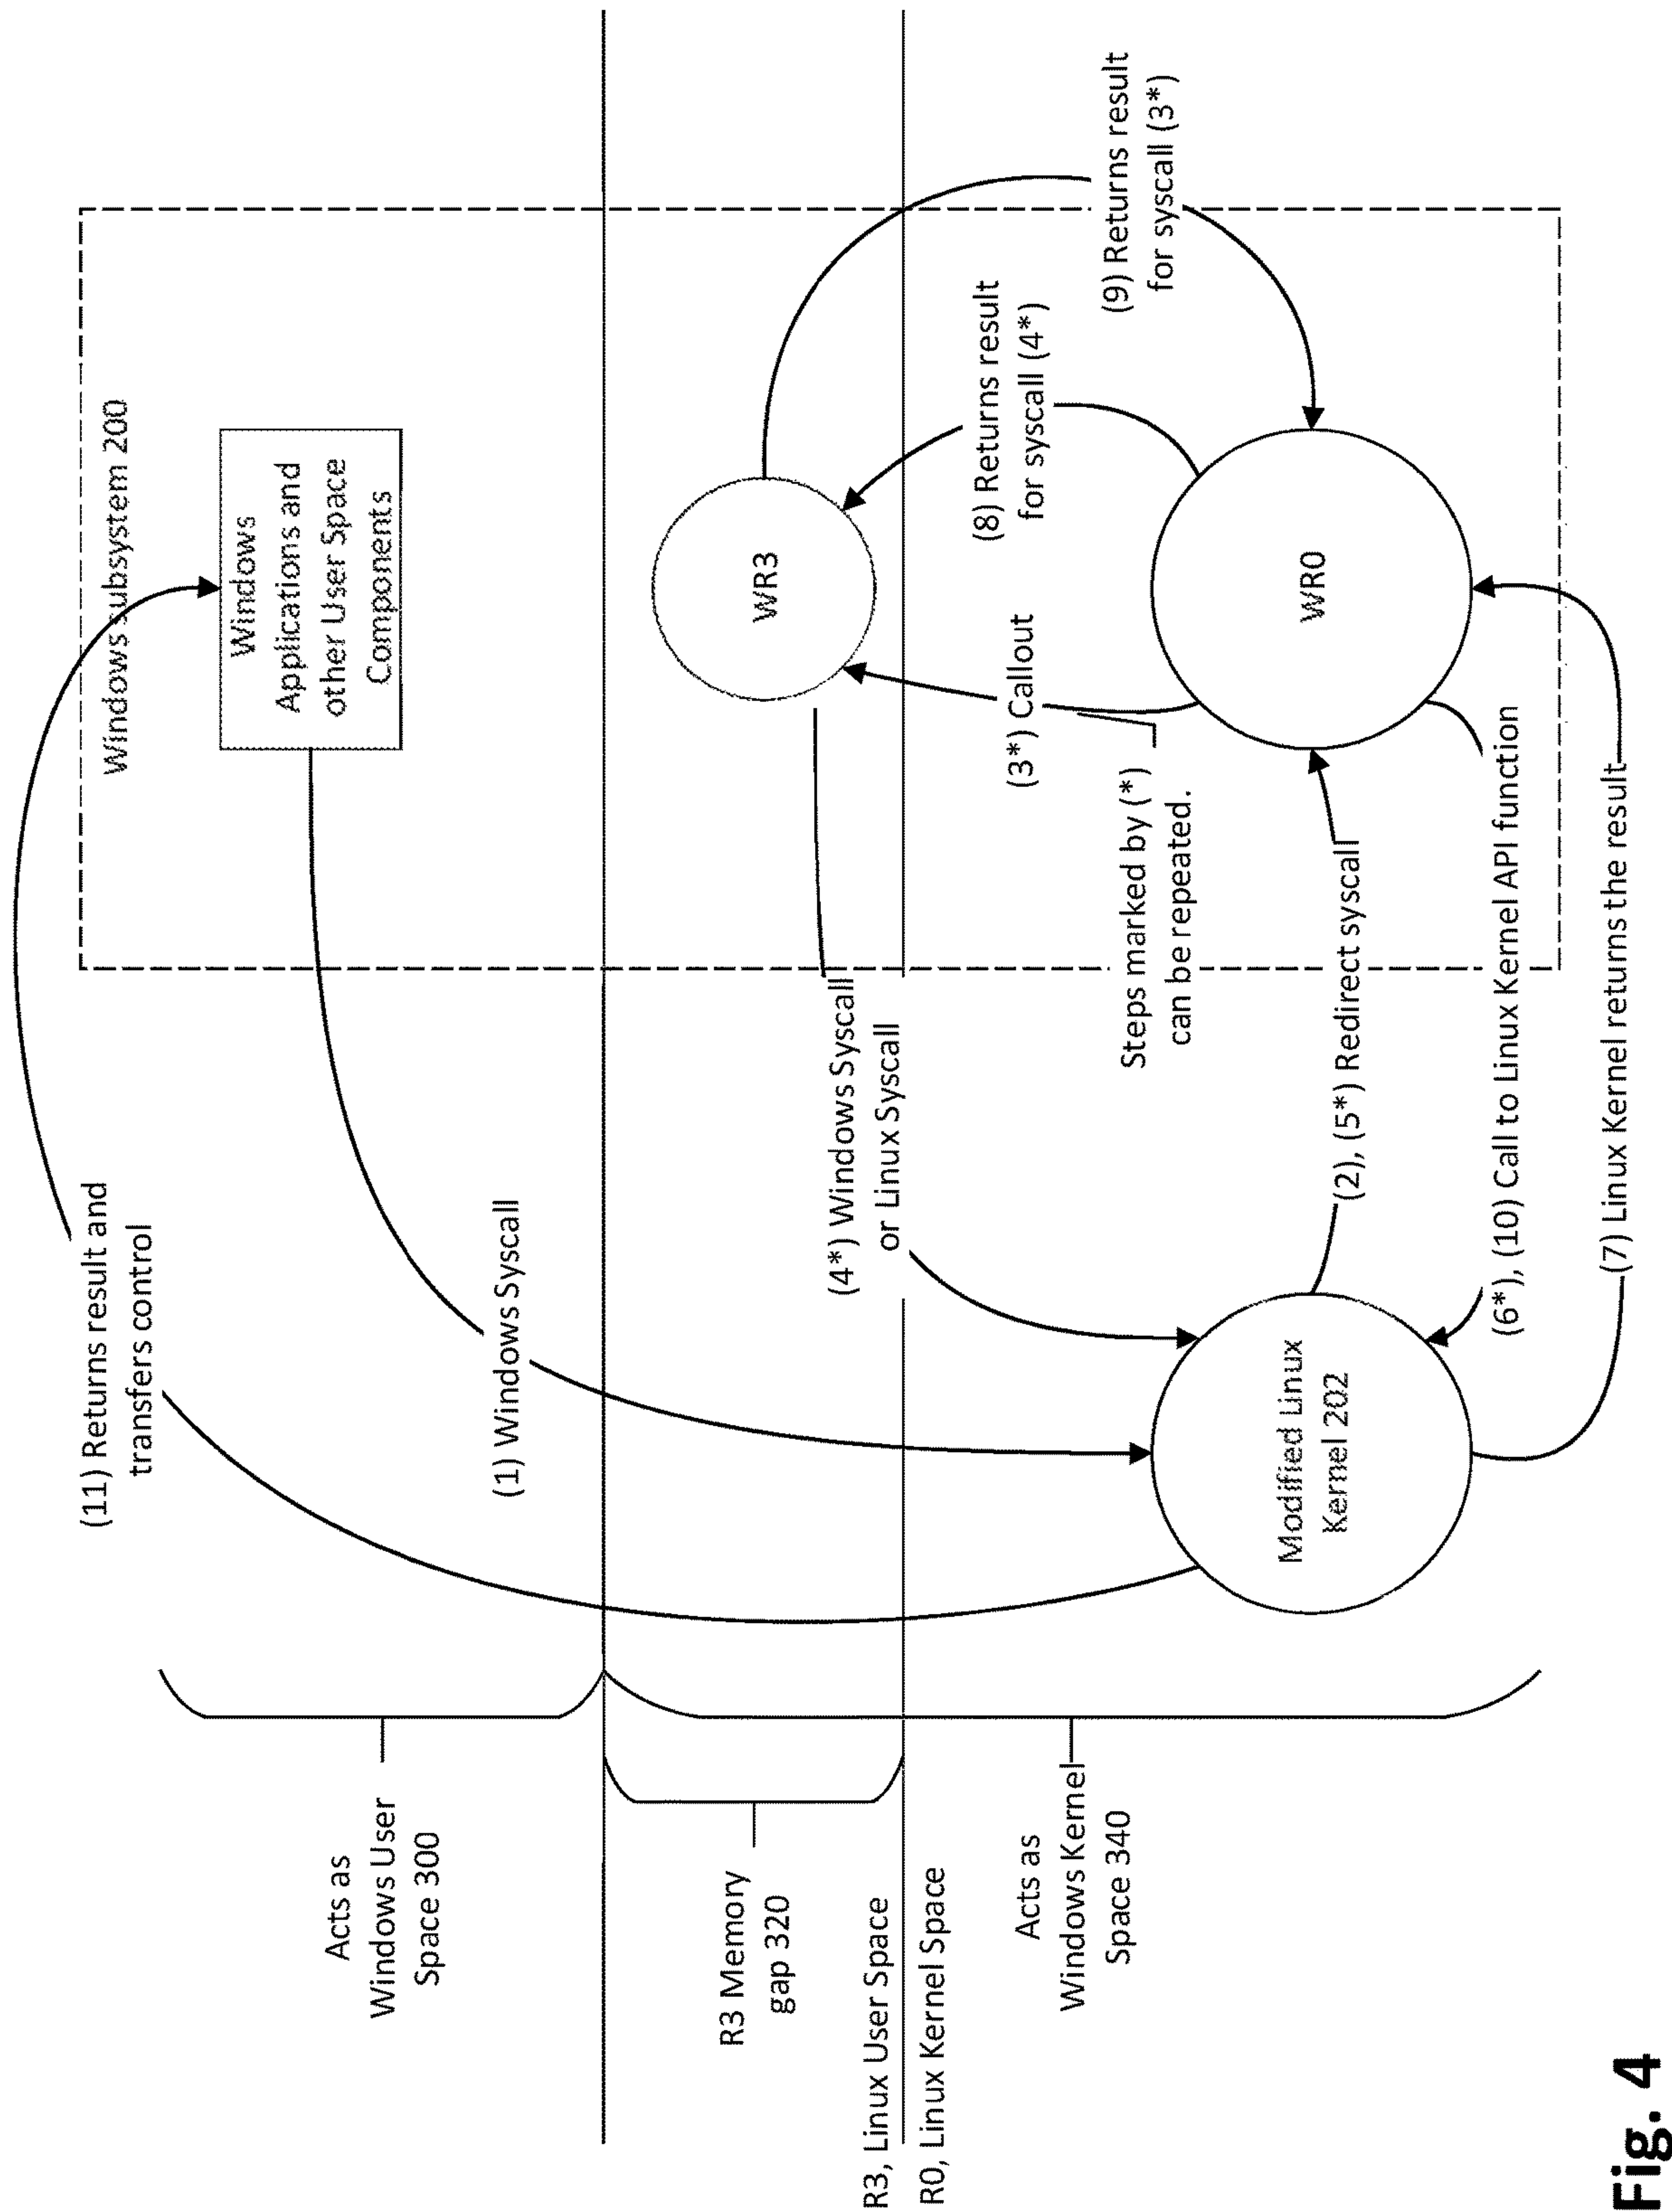 Windows subsystem 200
Windows
Applications and
other User Space
Components
(11) Returns result and
transfers control
(1) Windows Syscall
Acts as
Windows User
Space 300
WR3
(4*) Windows Syscall
or Linux Syscall
R3 Memory
gap 320
R3, Linux User Space
R0, Linux Kernel Space
(3*) Callout
(8) Returns result
for syscall (4*)
(9) Returns result
for syscall (3*)
Steps marked by (*)
can be repeated.
Acts as
Windows Kernel
Space 340
Modified Linux
Kernel 202
(2), (5*) Redirect syscall
WR0
(6*), (10) Call to Linux Kernel API function
(7) Linux Kernel returns the result
Fig. 4